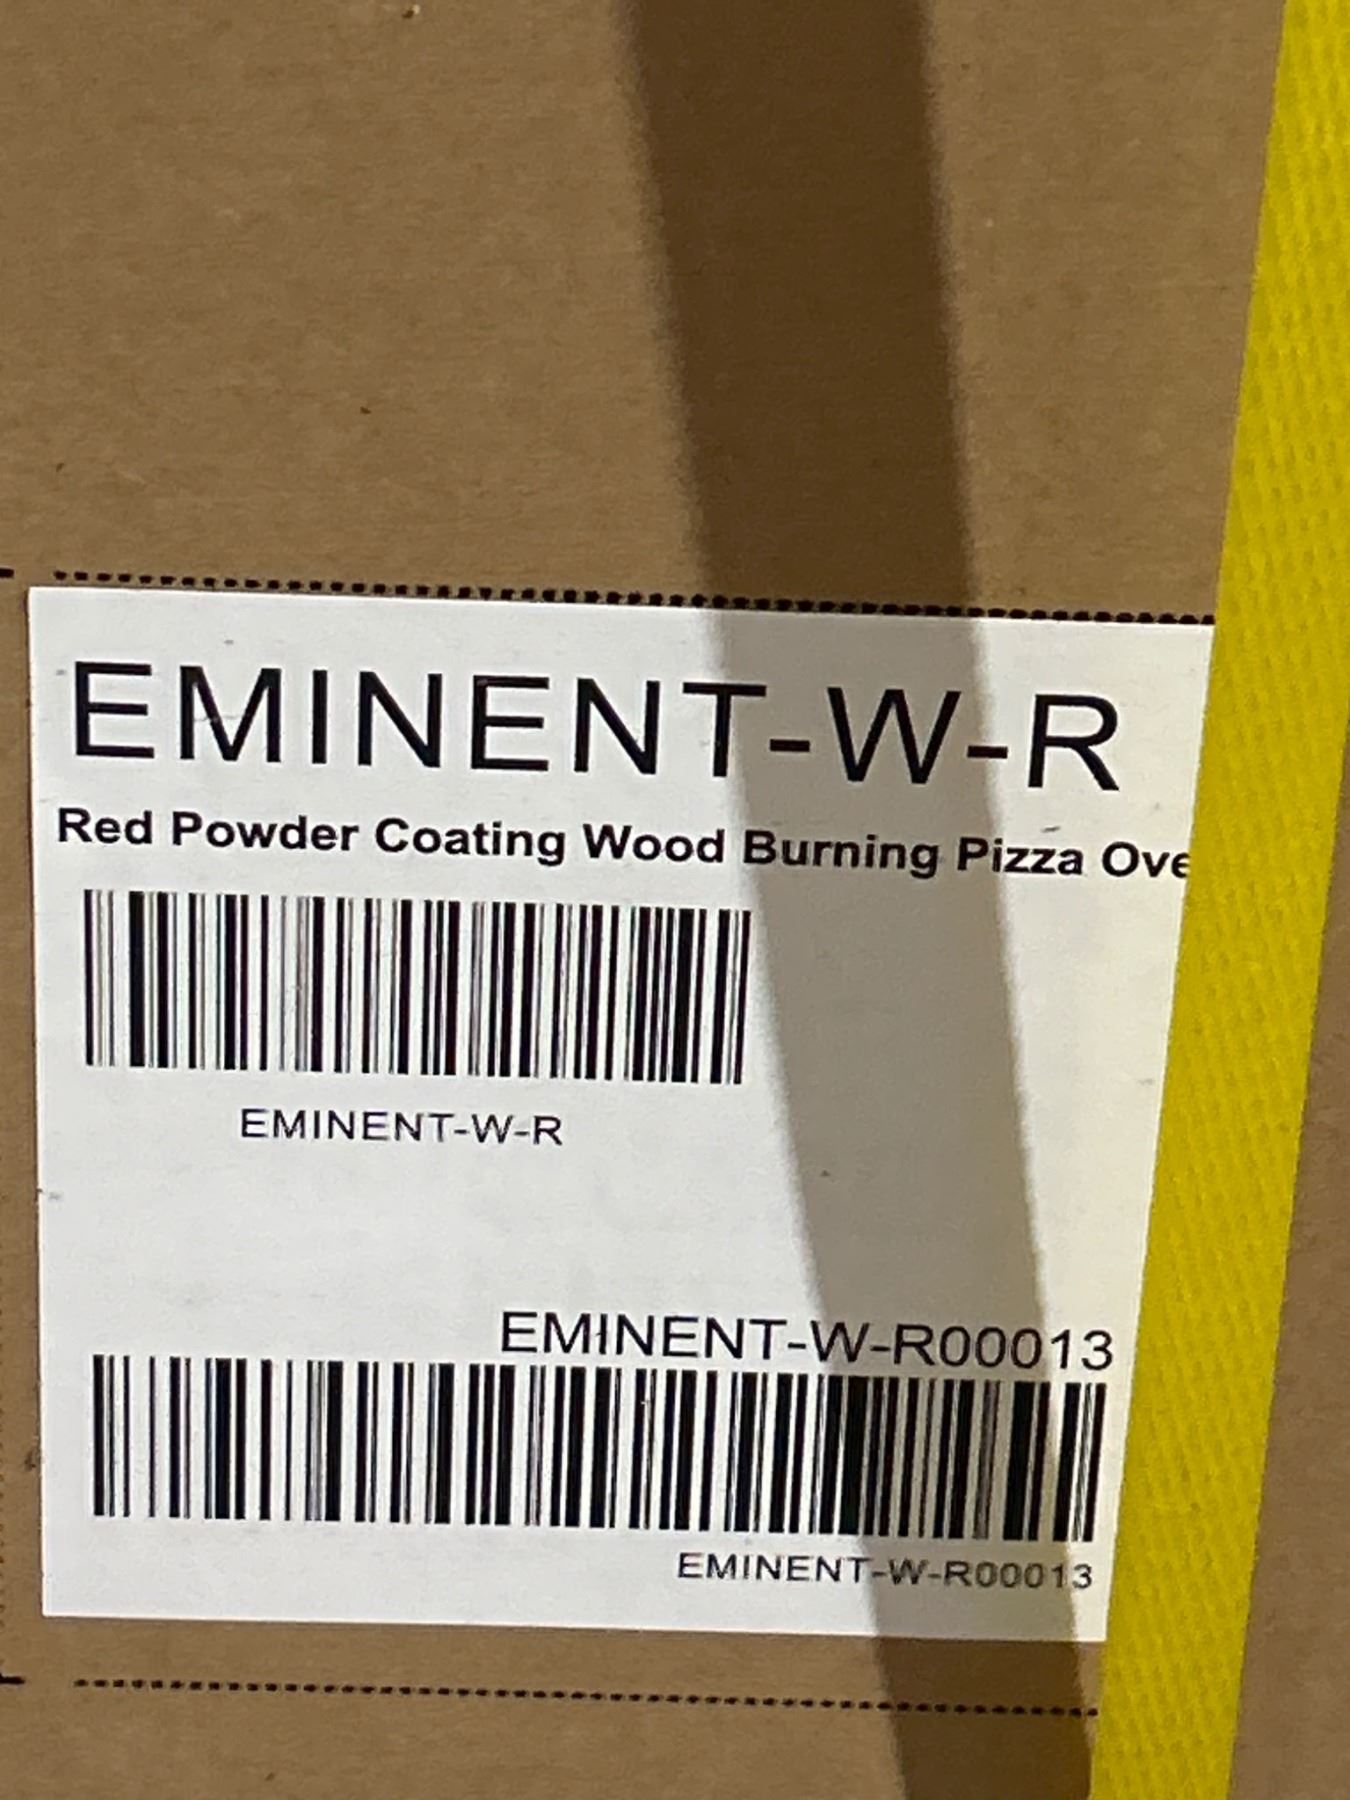 EMINENT-W-R
Red Powder Coating Wood Burning Pizza Ove
EMINENT-W-R
EMINENT-W-R00013
EMINENT-W-R00013